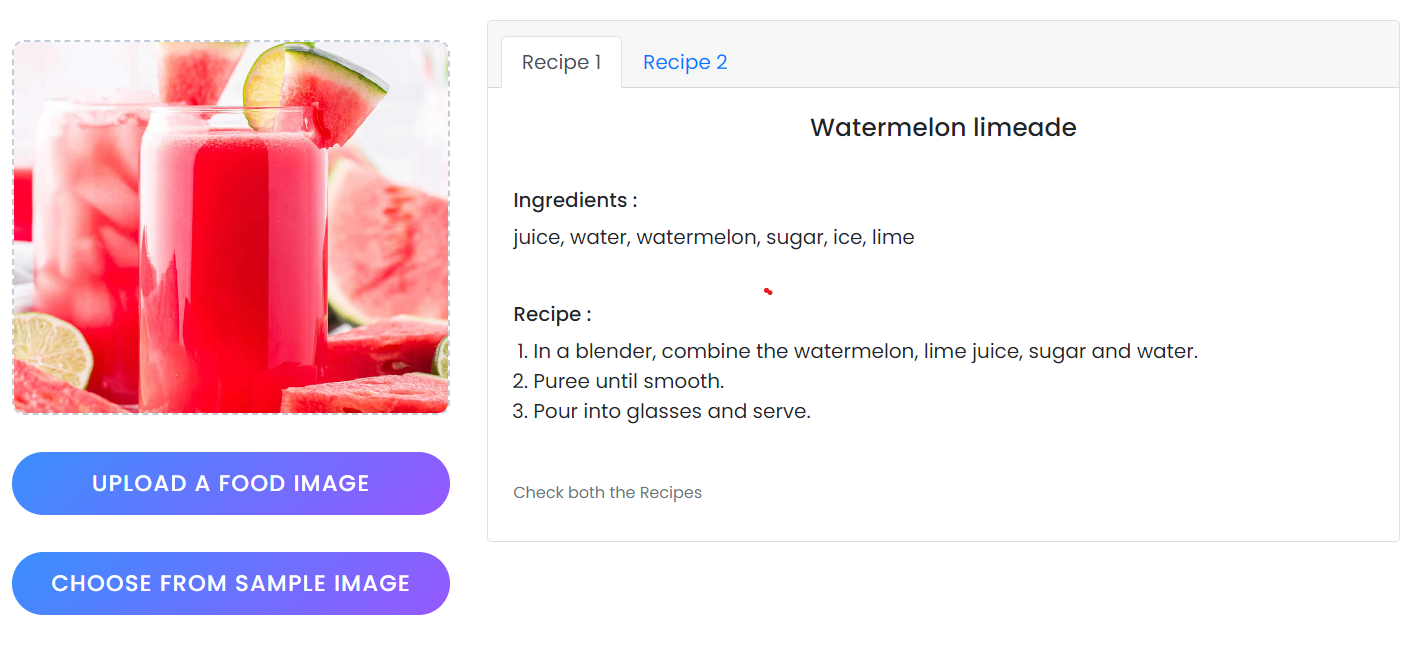 Recipe 1
Recipe 2
Watermelon limeade
Ingredients :
juice, water, watermelon, sugar, ice, lime
Recipe :
1. In a blender, combine the watermelon, lime juice, sugar and water.
2. Puree until smooth.
3. Pour into glasses and serve.
Check both the Recipes
UPLOAD A FOOD IMAGE
CHOOSE FROM SAMPLE IMAGE